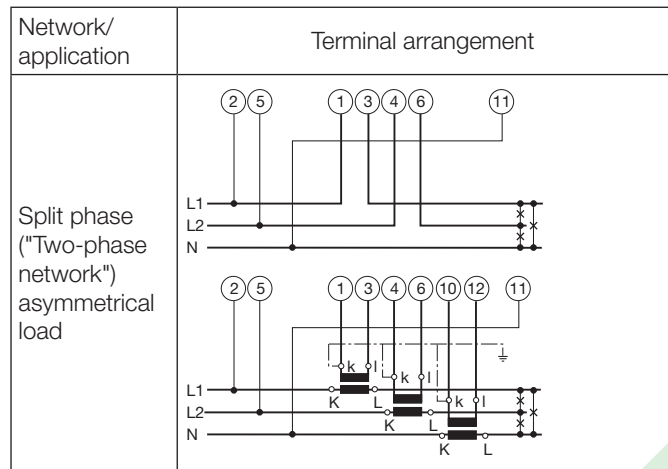 Network/
application
Terminal arrangement
Split phase
("Two-phase
network")
asymmetrical
load
2 5 1 3 4 6 11
L1
L2
N
2 5 1 3 4 6 10 12 11
k l
k l
k l
L1
K L
L2
K L
N
K L